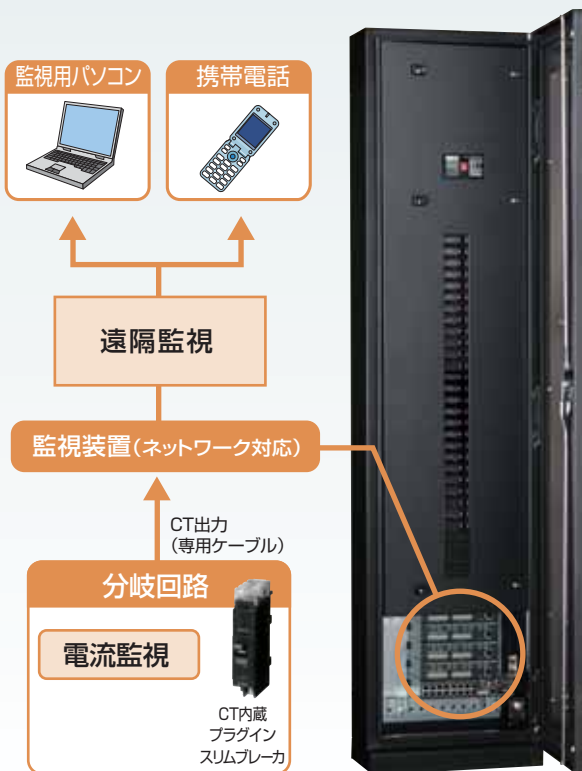 監視用パソコン
携帯電話
遠隔監視
監視装置(ネットワーク対応)
CT出力
(専用ケーブル)
分岐回路
電流監視
CT内蔵
プラグイン
スリムブレーカ